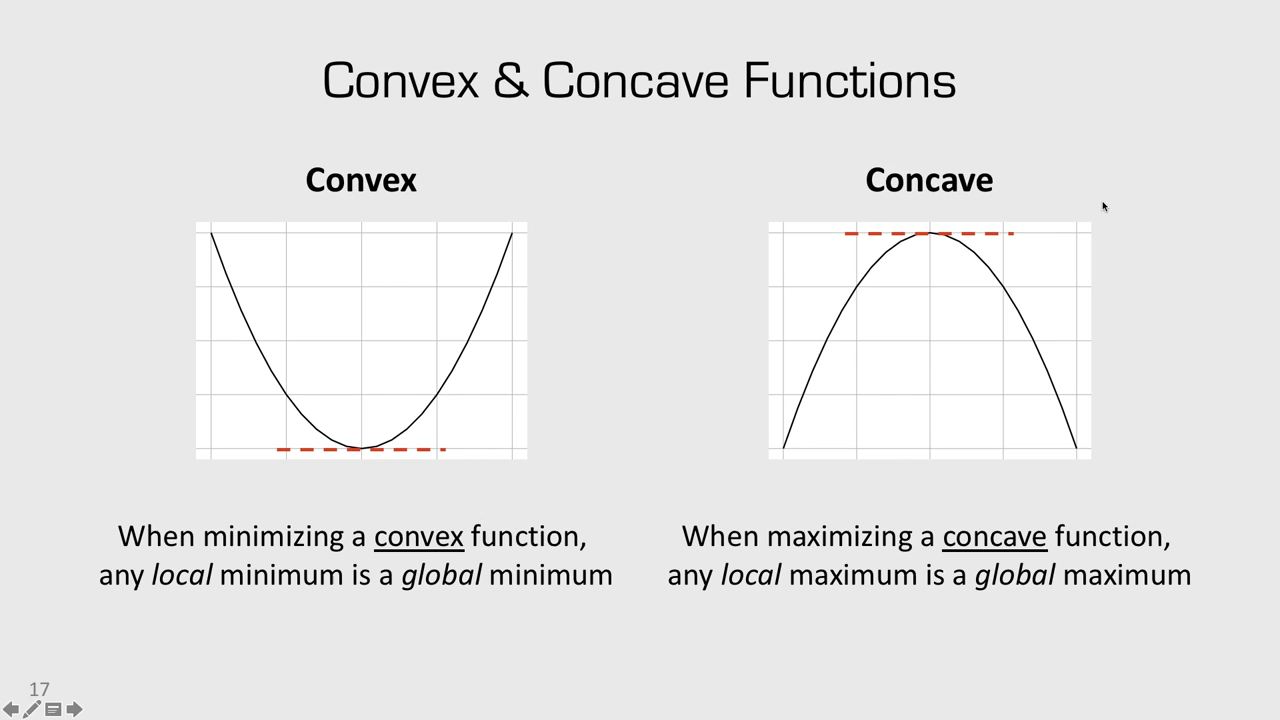 Convex & Concave Functions
Convex
Concave
When minimizing a convex function,
any local minimum is a global minimum
When maximizing a concave function,
any local maximum is a global maximum
17